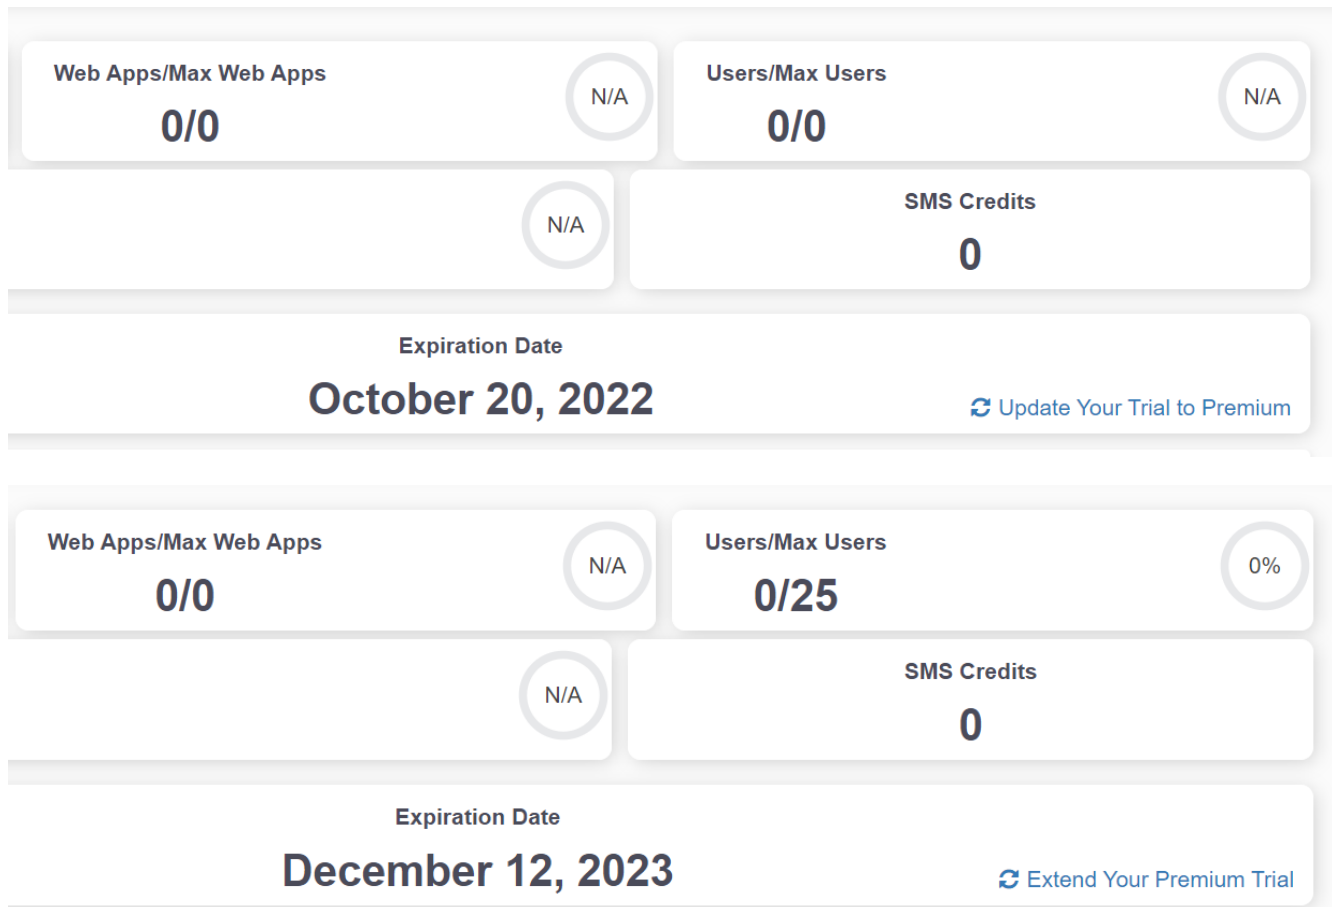 Web Apps/Max Web Apps
0/0
N/A
Users/Max Users
0/0
N/A
N/A
SMS Credits
0
Expiration Date
October 20, 2022
Update Your Trial to Premium
Web Apps/Max Web Apps
0/0
N/A
Users/Max Users
0/25
0%
N/A
SMS Credits
0
Expiration Date
December 12, 2023
Extend Your Premium Trial